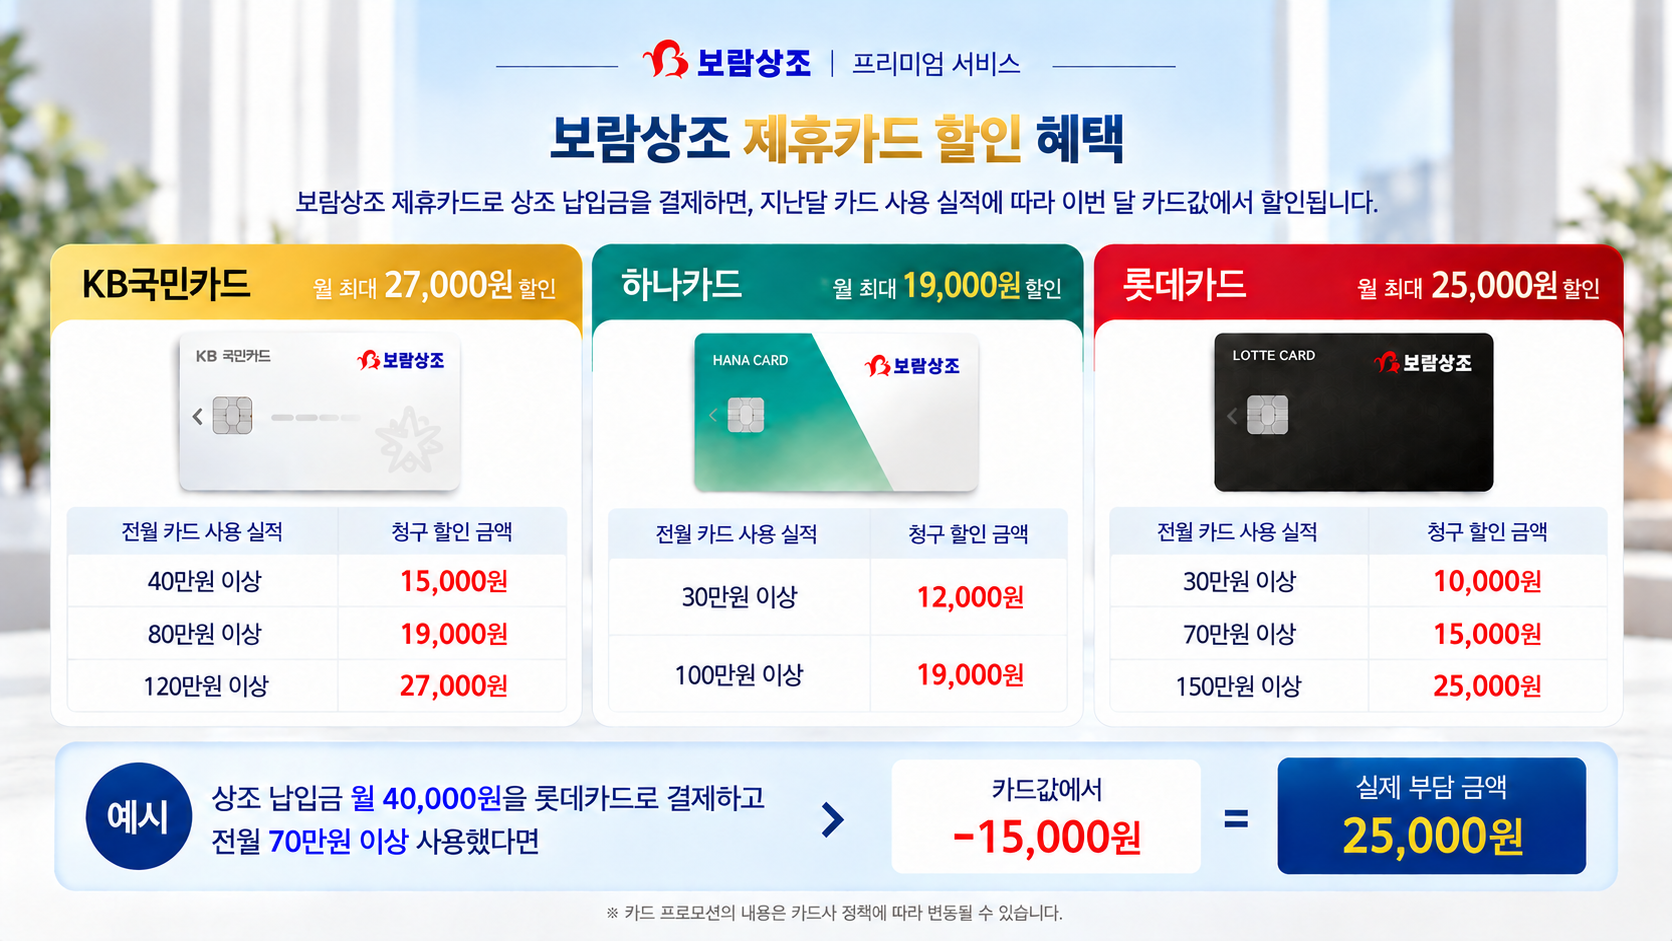 보람상조 | 프리미엄 서비스
보람상조 제휴카드 할인 혜택
보람상조 제휴카드로 상조 납입금을 결제하면, 지난달 카드 사용 실적에 따라 이번 달 카드값에서 할인됩니다.
KB국민카드 월 최대 27,000원 할인
KB 국민카드 보람상조
전월 카드 사용 실적 청구 할인 금액
40만원 이상 15,000원
80만원 이상 19,000원
120만원 이상 27,000원
하나카드 월 최대 19,000원 할인
HANA CARD 보람상조
전월 카드 사용 실적 청구 할인 금액
30만원 이상 12,000원
100만원 이상 19,000원
롯데카드 월 최대 25,000원 할인
LOTTE CARD 보람상조
전월 카드 사용 실적 청구 할인 금액
30만원 이상 10,000원
70만원 이상 15,000원
150만원 이상 25,000원
예시
상조 납입금 월 40,000원을 롯데카드로 결제하고
전월 70만원 이상 사용했다면
카드값에서
-15,000원
=
실제 부담 금액
25,000원
※ 카드 프로모션의 내용은 카드사 정책에 따라 변동될 수 있습니다.